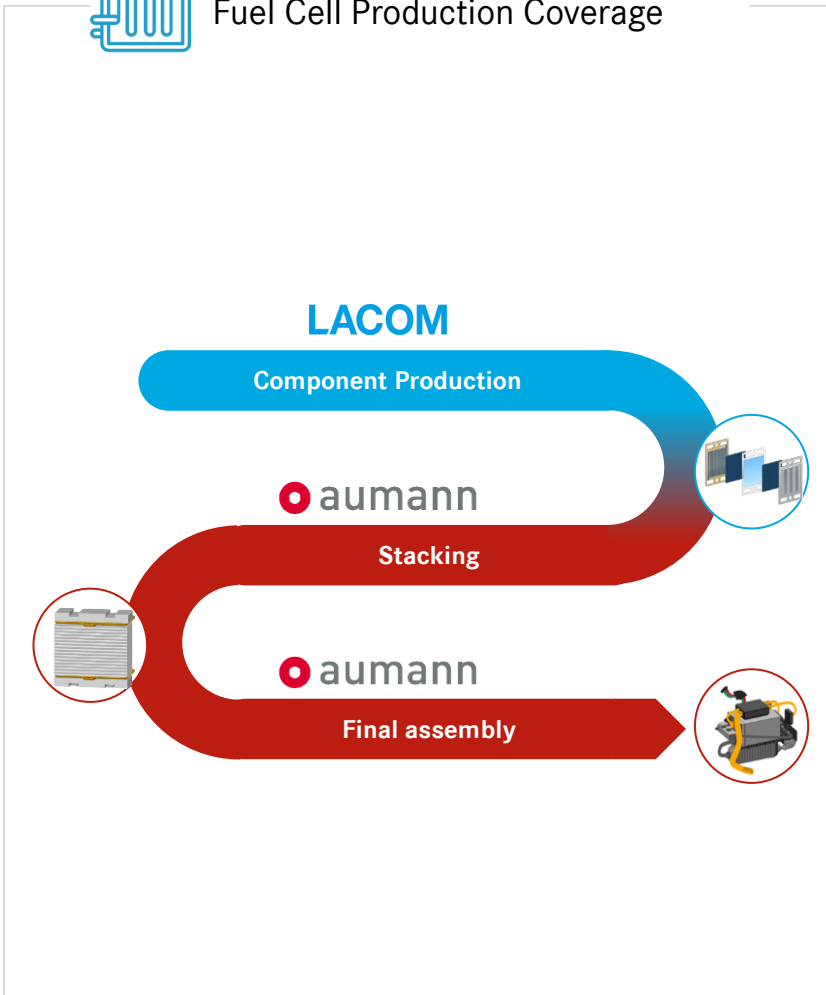 Fuel Cell Production Coverage
LACOM
Component Production
aumann
Stacking
aumann
Final assembly